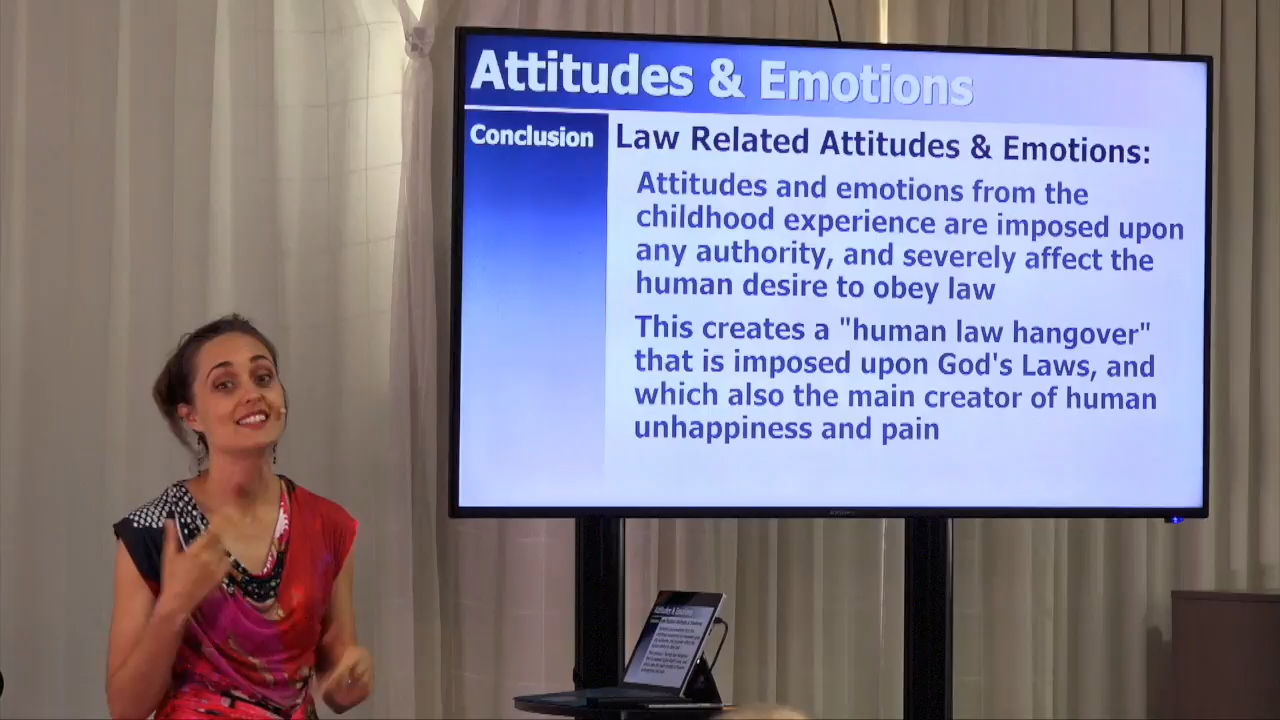 Attitudes & Emotions
Conclusion
Law Related Attitudes & Emotions:
Attitudes and emotions from the
childhood experience are imposed upon
any authority, and severely affect the
human desire to obey law
This creates a "human law hangover"
that is imposed upon God's Laws, and
which also the main creator of human
unhappiness and pain
Attitudes & Emotions